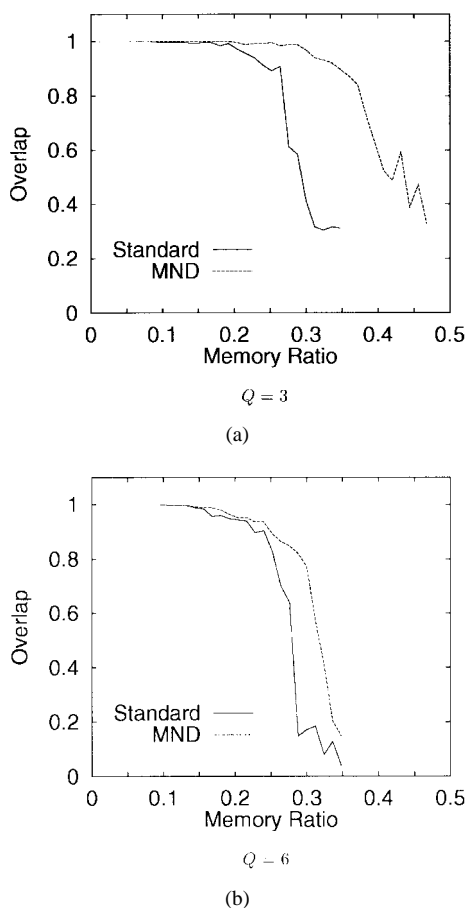 1
0.8
0.6
0.4
0.2
0
Overlap
Standard
MND
0 0.1 0.2 0.3 0.4 0.5
Memory Ratio
Q = 3
(a)
1
0.8
0.6
0.4
0.2
0
Overlap
Standard
MND
0 0.1 0.2 0.3 0.4 0.5
Memory Ratio
Q = 6
(b)